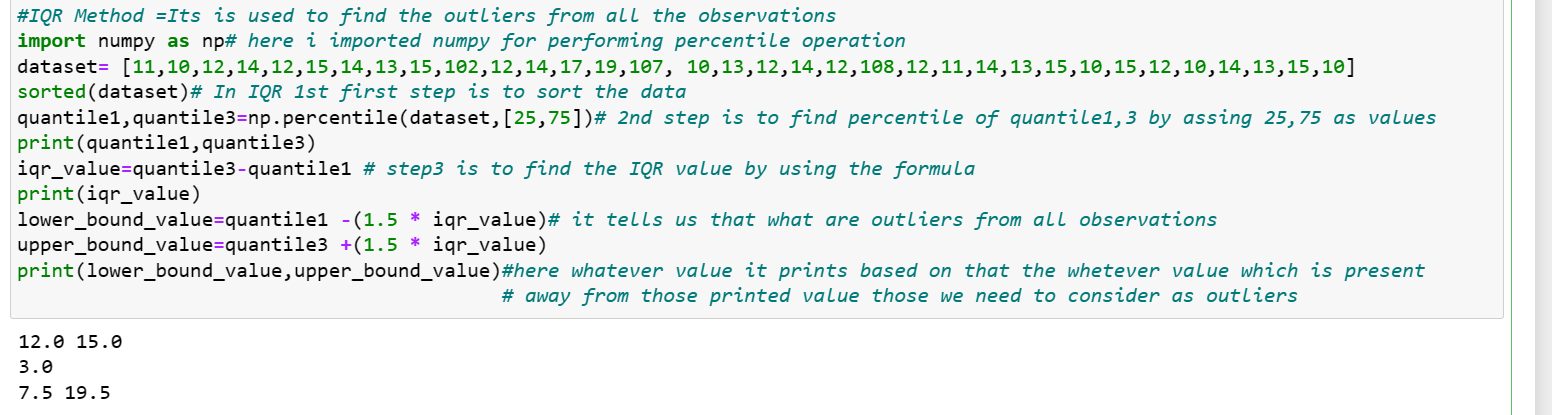 #IQR Method =Its is used to find the outliers from all the observations
import numpy as np# here i imported numpy for performing percentile operation
dataset= [11,10,12,14,12,15,14,13,15,102,12,14,17,19,107, 10,13,12,14,12,108,12,11,14,13,15,10,15,12,10,14,13,15,10]
sorted(dataset)# In IQR 1st first step is to sort the data
quantile1,quantile3=np.percentile(dataset,[25,75])# 2nd step is to find percentile of quantile1,3 by assing 25,75 as values
print(quantile1,quantile3)
iqr_value=quantile3-quantile1 # step3 is to find the IQR value by using the formula
print(iqr_value)
lower_bound_value=quantile1 -(1.5 * iqr_value)# it tells us that what are outliers from all observations
upper_bound_value=quantile3 +(1.5 * iqr_value)
print(lower_bound_value,upper_bound_value)#here whatever value it prints based on that the whetever value which is present
# away from those printed value those we need to consider as outliers
12.0 15.0
3.0
7.5 19.5